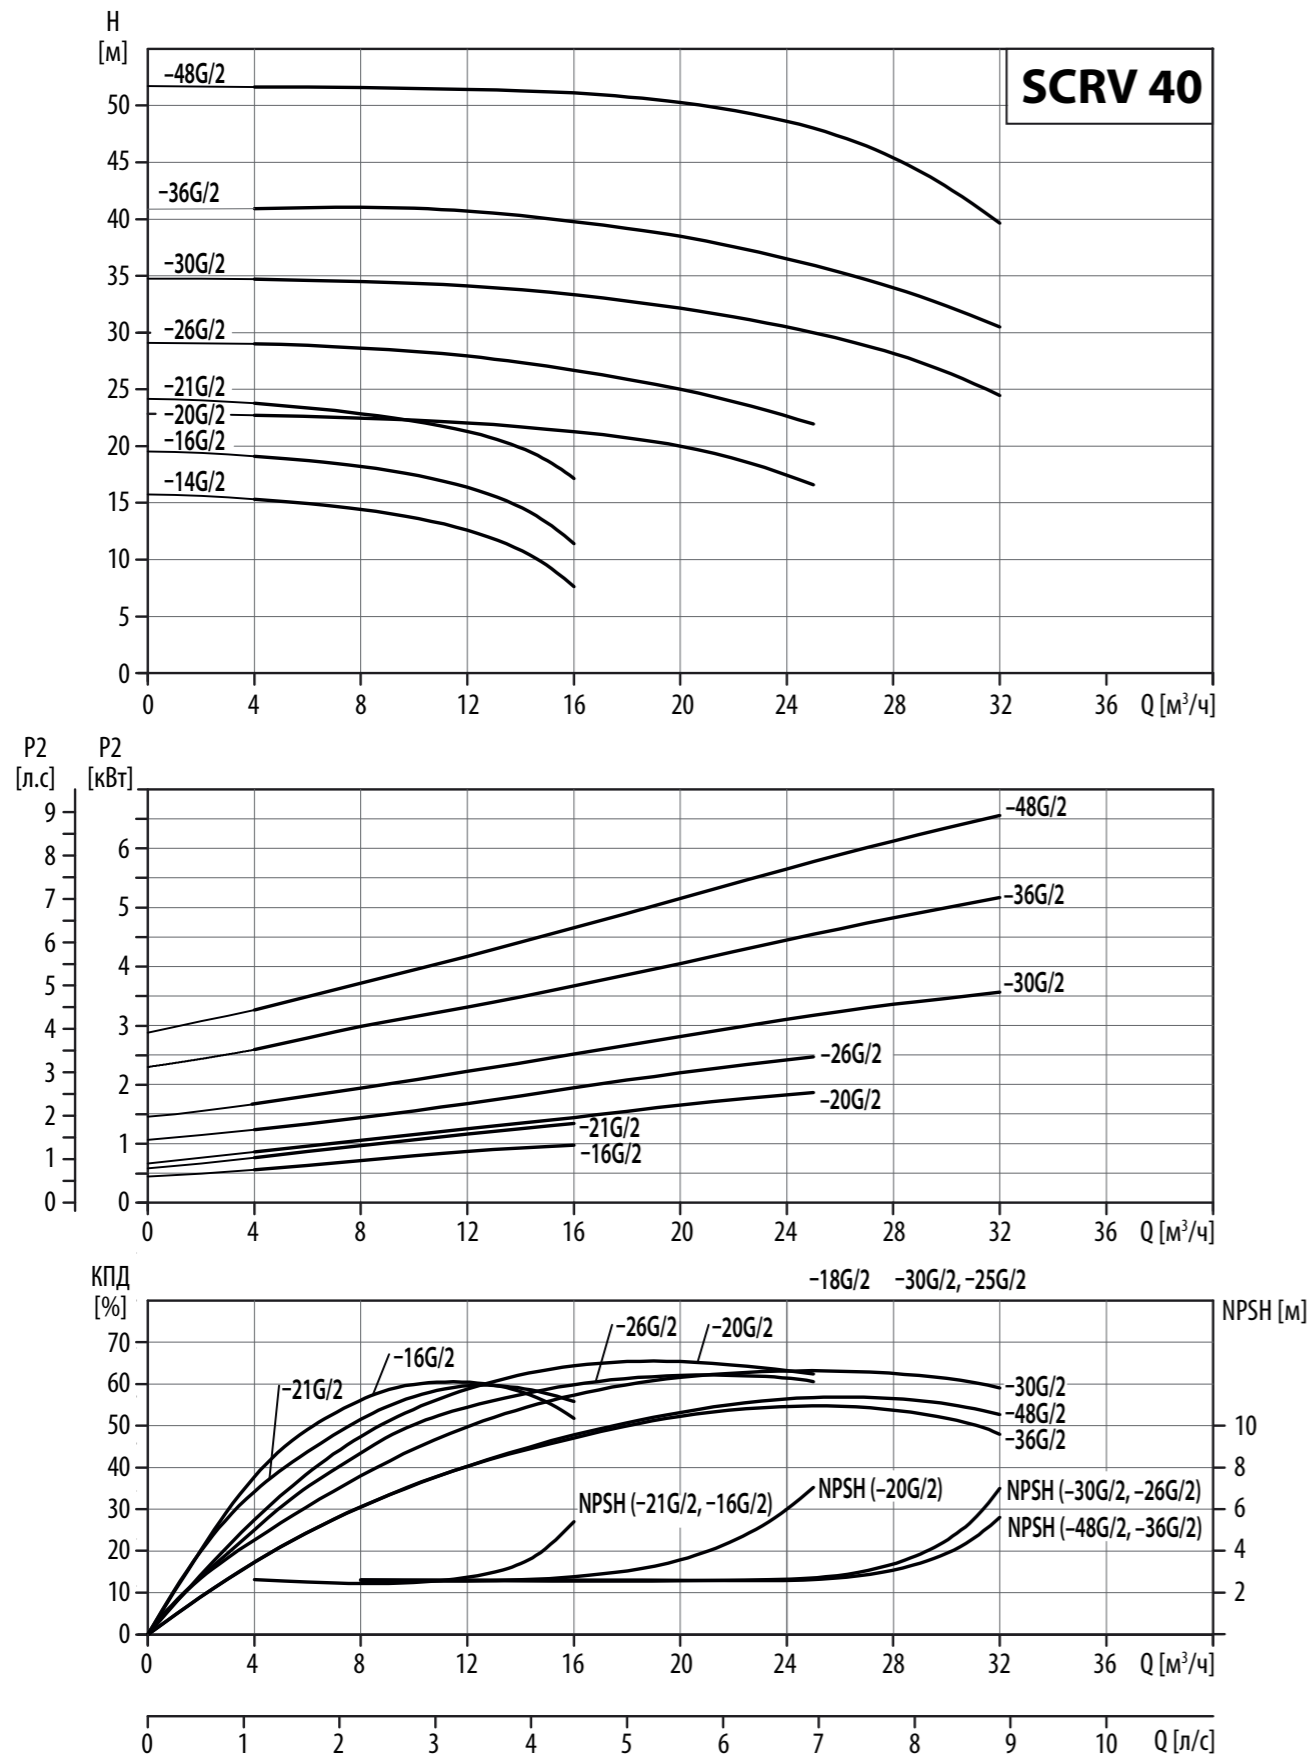 H
[м]
SCRV 40
–48G/2
50
45
–36G/2
40
–30G/2
35
–26G/2
30
–21G/2
25
–20G/2
–16G/2
20
–14G/2
15
10
5
0
0 4 8 12 16 20 24 28 32 36 Q [м³/ч]
P2 P2
[л.с] [кВт]
9
8
7
6
5
4
3
2
1
0
6
5
4
3
2
1
0
–48G/2
–36G/2
–30G/2
–26G/2
–20G/2
–21G/2
–16G/2
0 4 8 12 16 20 24 28 32 36 Q [м³/ч]
КПД –18G/2 –30G/2, –25G/2
[%] NPSH [м]
70
60
50
40
30
20
10
0
–26G/2 –20G/2
–16G/2
–21G/2
–30G/2
–48G/2
–36G/2
10
8
6
4
2
NPSH (–21G/2, –16G/2)
NPSH (–20G/2)
NPSH (–30G/2, –26G/2)
NPSH (–48G/2, –36G/2)
0 4 8 12 16 20 24 28 32 36 Q [м³/ч]
0 1 2 3 4 5 6 7 8 9 10 Q [л/с]